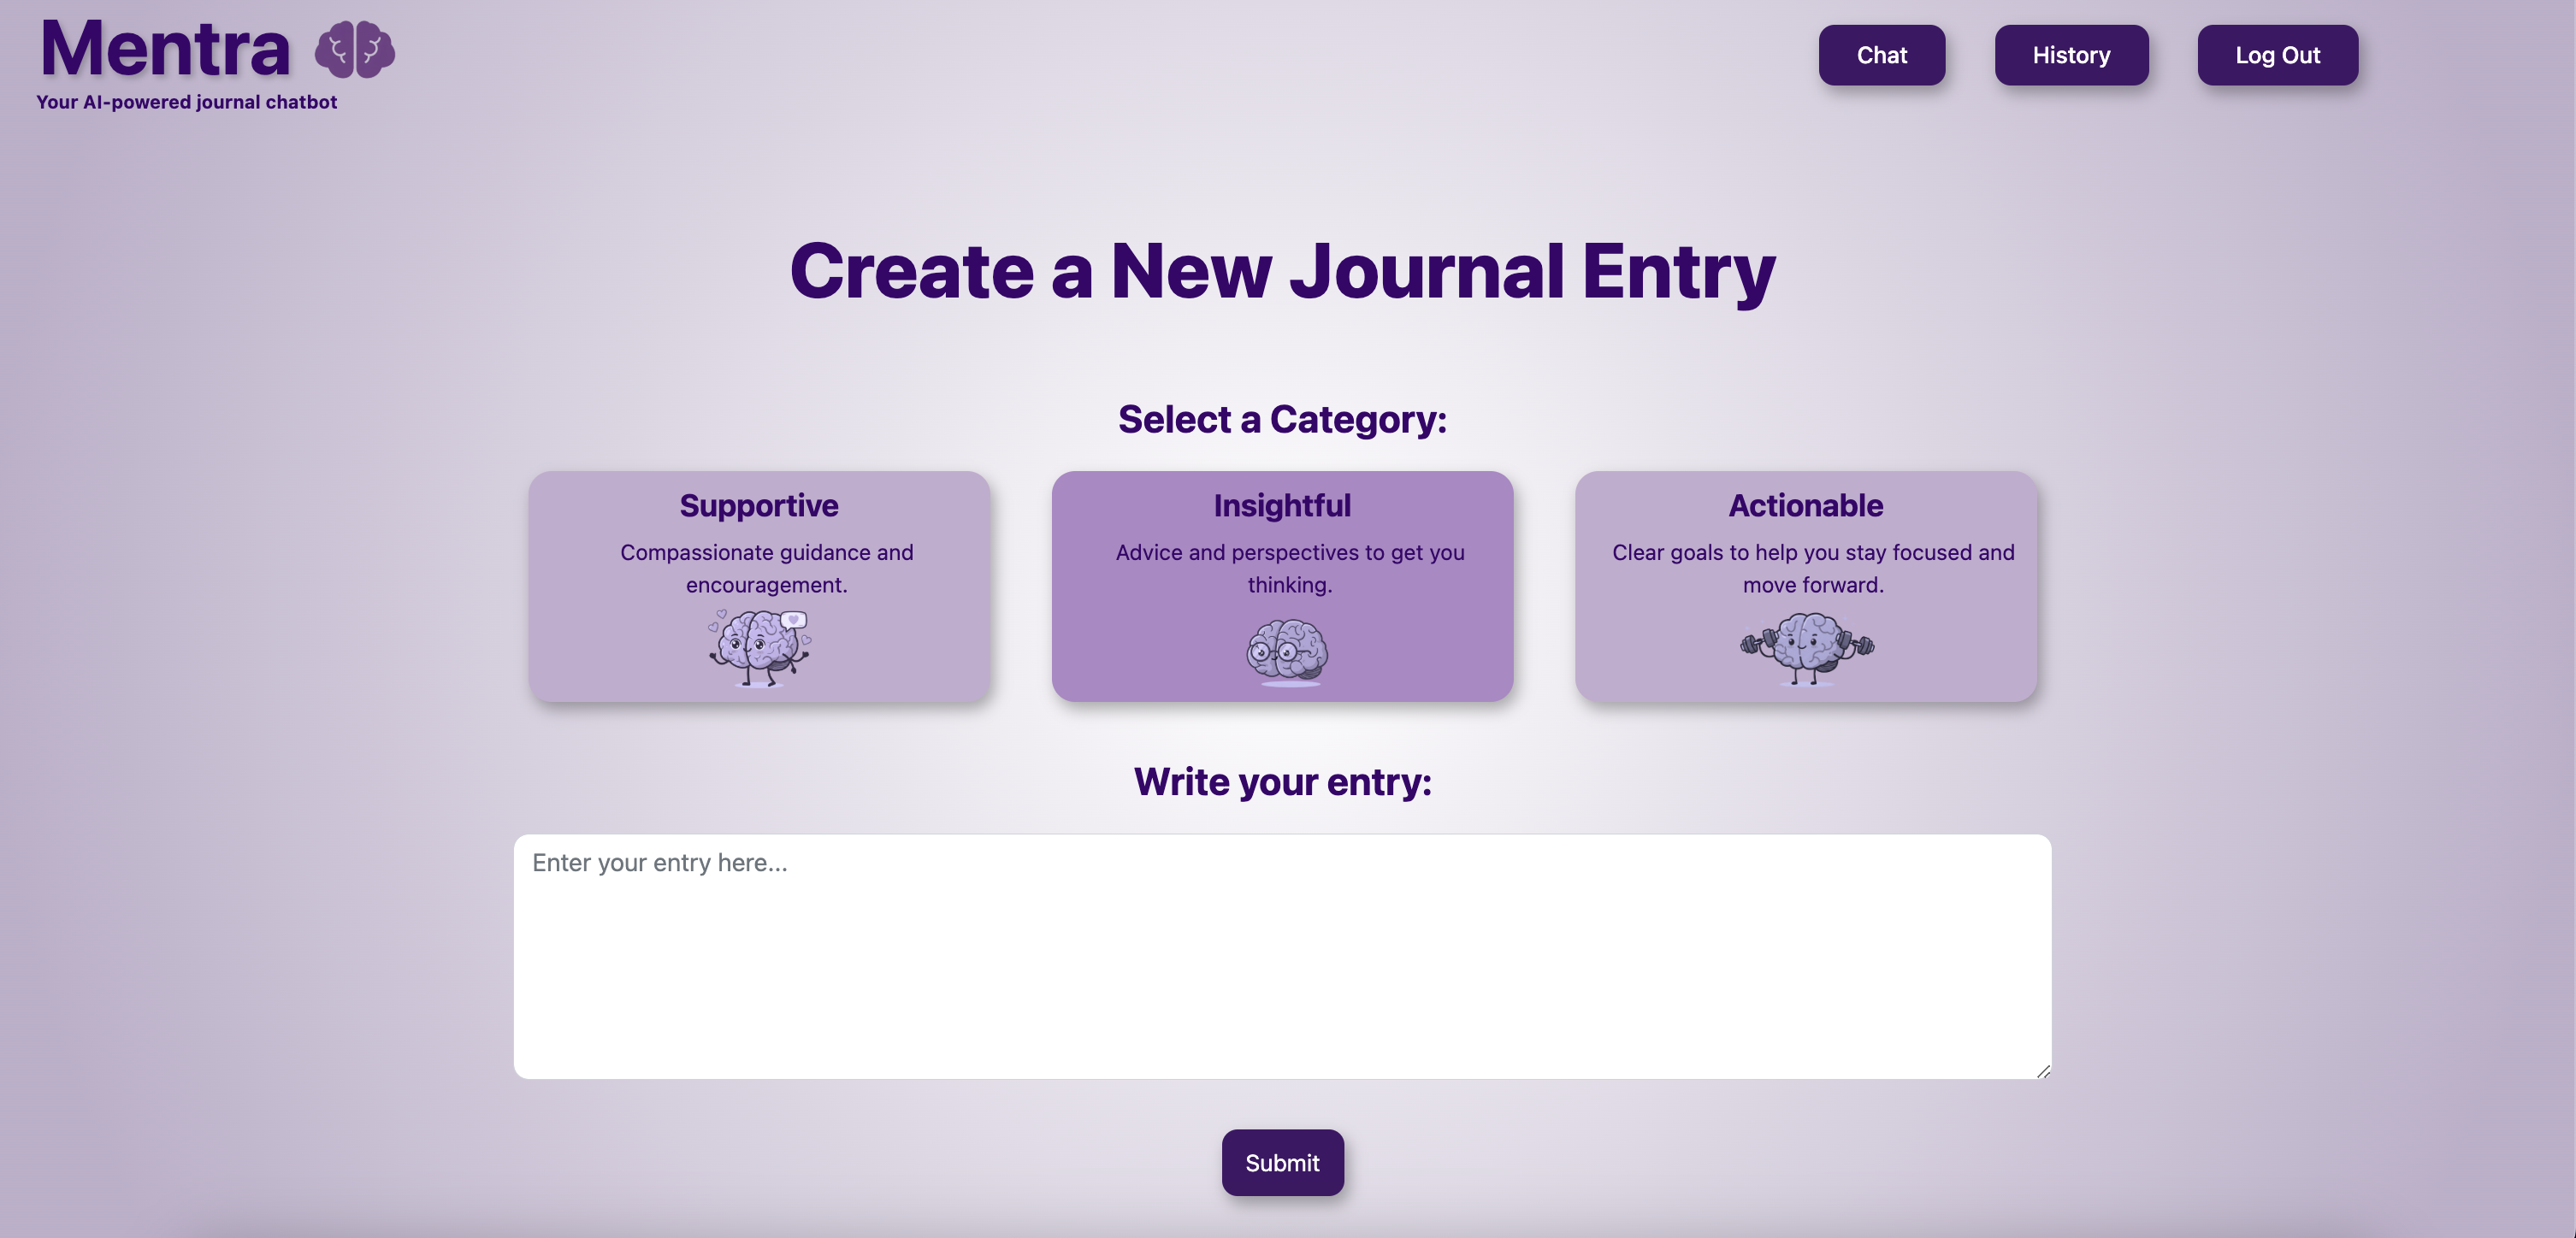 Mentra
Your AI-powered journal chatbot
Chat
History
Log Out
Create a New Journal Entry
Select a Category:
Supportive
Compassionate guidance and
encouragement.
Insightful
Advice and perspectives to get you
thinking.
Actionable
Clear goals to help you stay focused and
move forward.
Write your entry:
Enter your entry here...
Submit